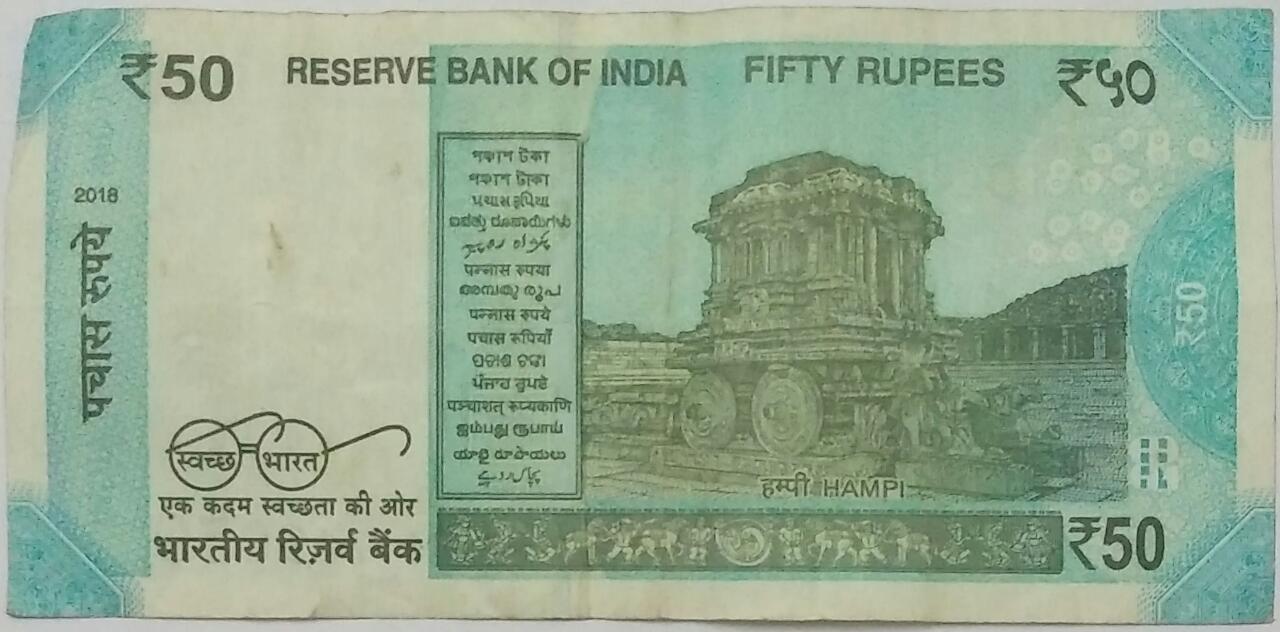 ₹50 RESERVE BANK OF INDIA FIFTY RUPEES ₹५०
2018
पचास रुपये
পঞ্চাশ টকা
পঞ্চাশ টাকা
પચાસ રૂપિયા
ಐವತ್ತು ರೂಪಾಯಿಗಳು
पन्नास रुपया
അമ്പതു രൂപ
पन्नास रुपये
पचास रूपियाँ
ପଚାଶ ଟଙ୍କା
ਪੰਜਾਹ ਰੁਪਏ
पञ्चाशत् रूप्यकाणि
ஐம்பது ரூபாய்
యాభై రూపాయలు
پچاس روپے
₹50
स्वच्छ भारत
एक कदम स्वच्छता की ओर
भारतीय रिज़र्व बैंक
हम्पी HAMPI
₹50